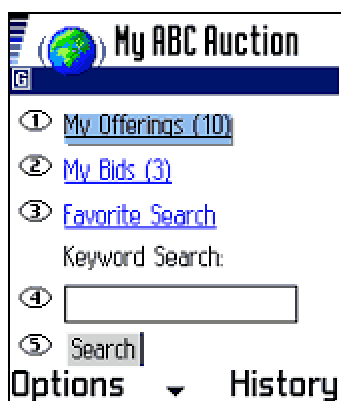 My ABC Auction
G
1 My Offerings (10)
2 My Bids (3)
3 Favorite Search
Keyword Search:
4
5 Search
Options History